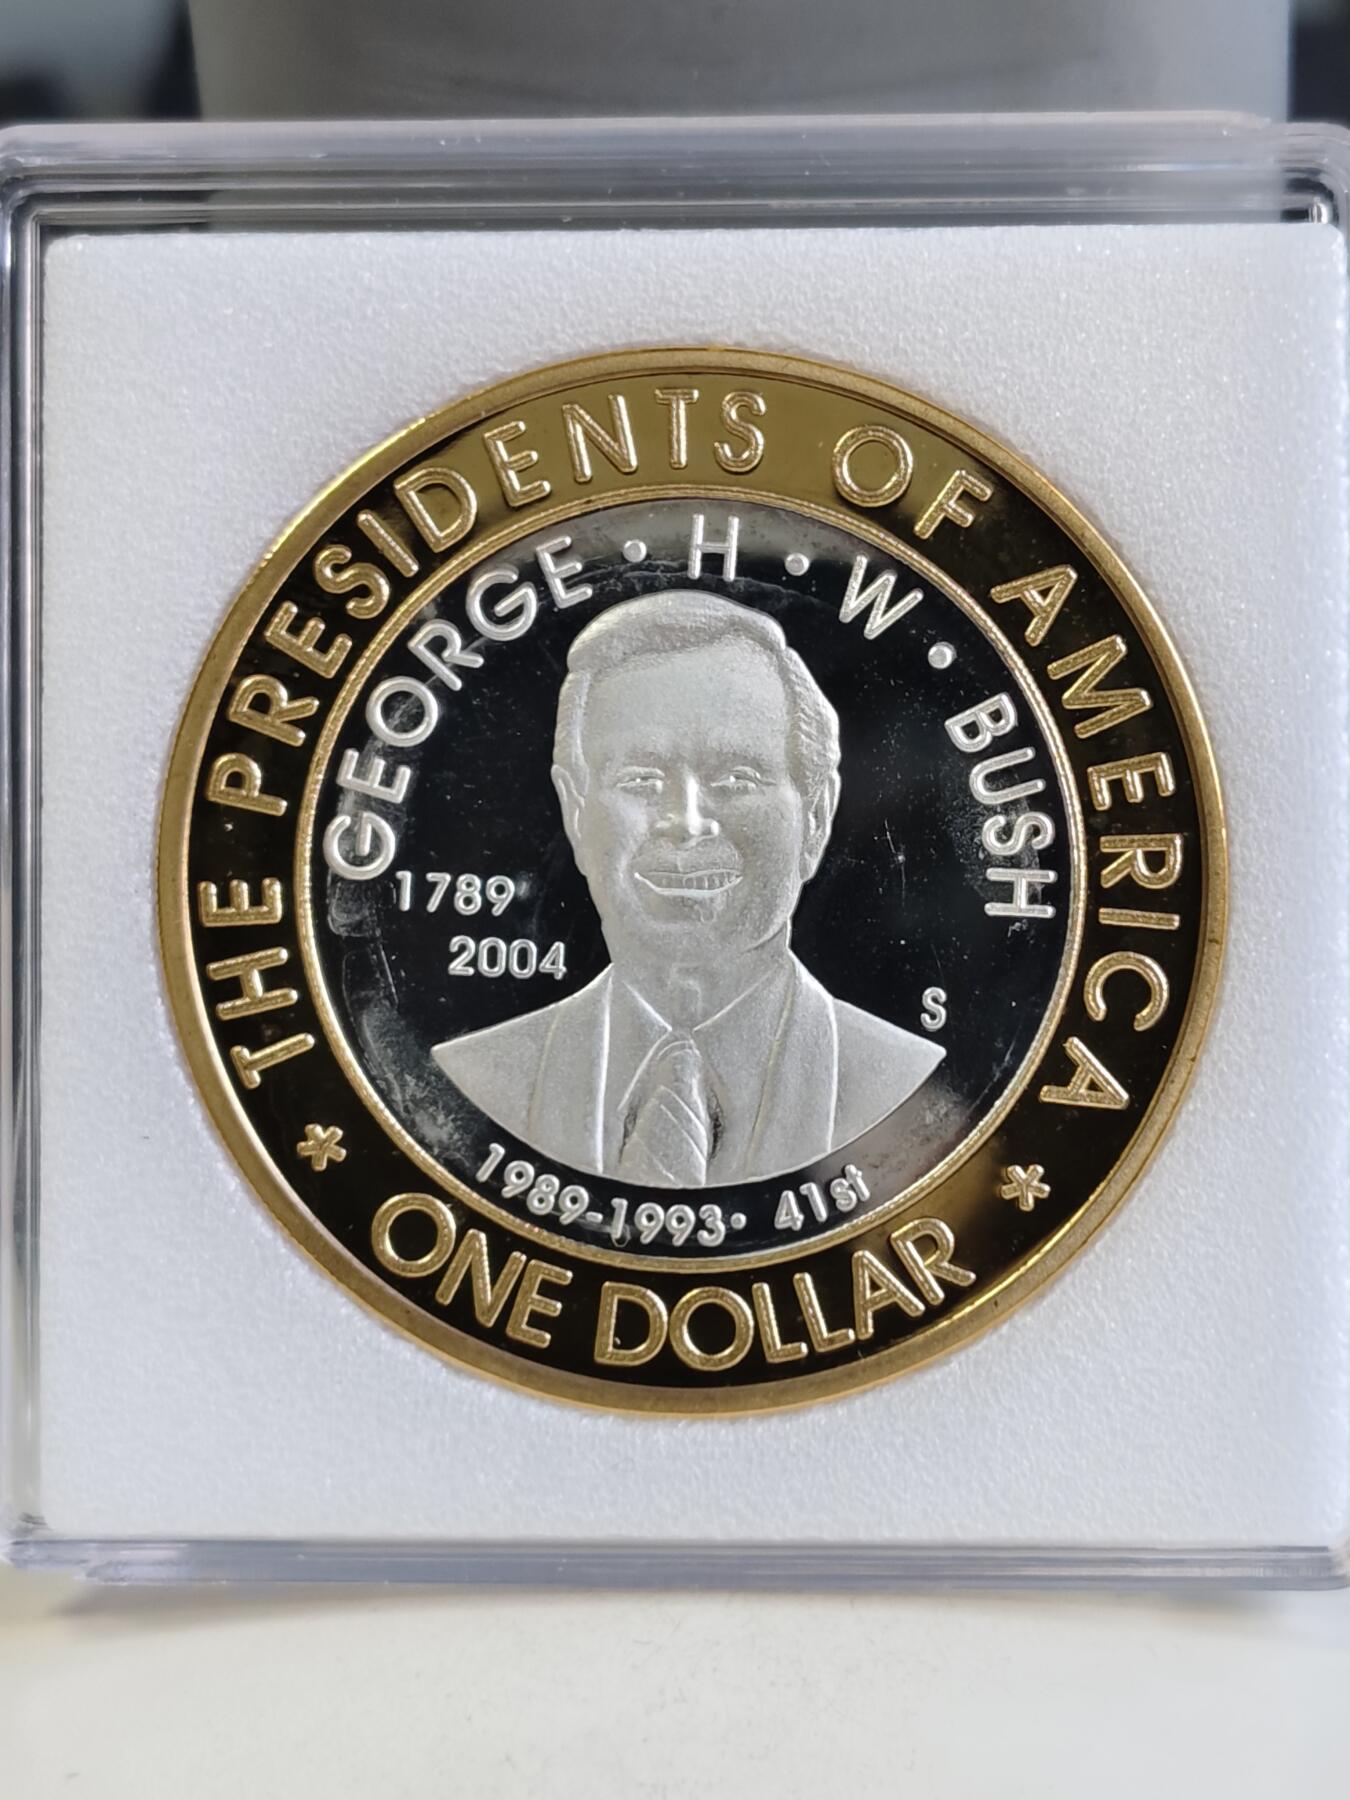 THE PRESIDENTS OF AMERICA
GEORGE • H • W • BUSH
1789
2004
S
1989-1993• 41st
* ONE DOLLAR *